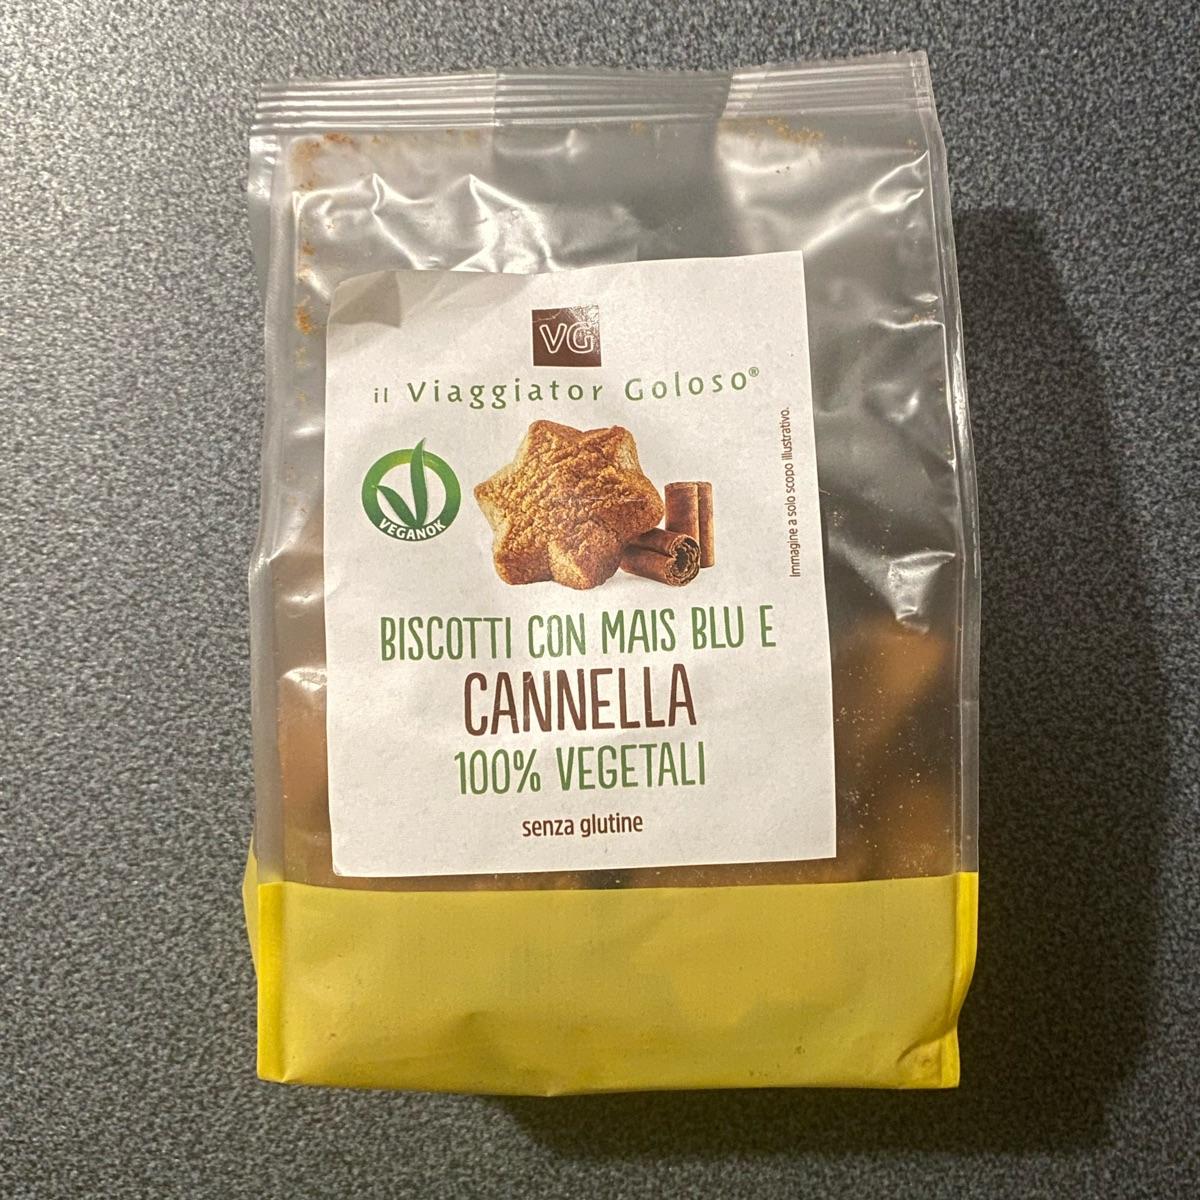 VG
il Viaggiator Goloso®
VEGANOK
Immagine a solo scopo illustrativo.
BISCOTTI CON MAIS BLU E
CANNELLA
100% VEGETALI
senza glutine